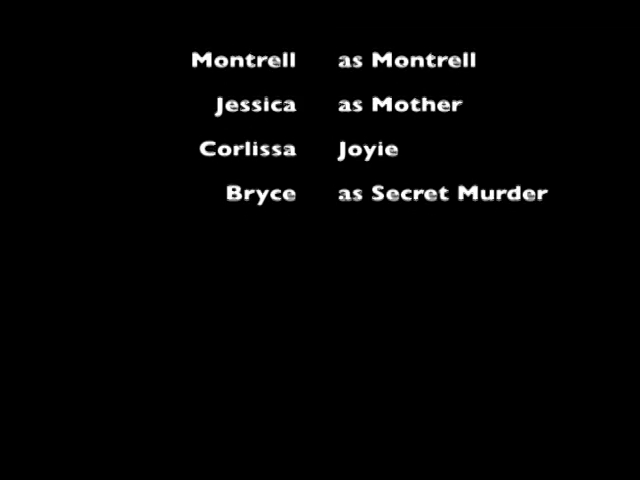 Montrell as Montrell
Jessica as Mother
Corlissa Joyie
Bryce as Secret Murder